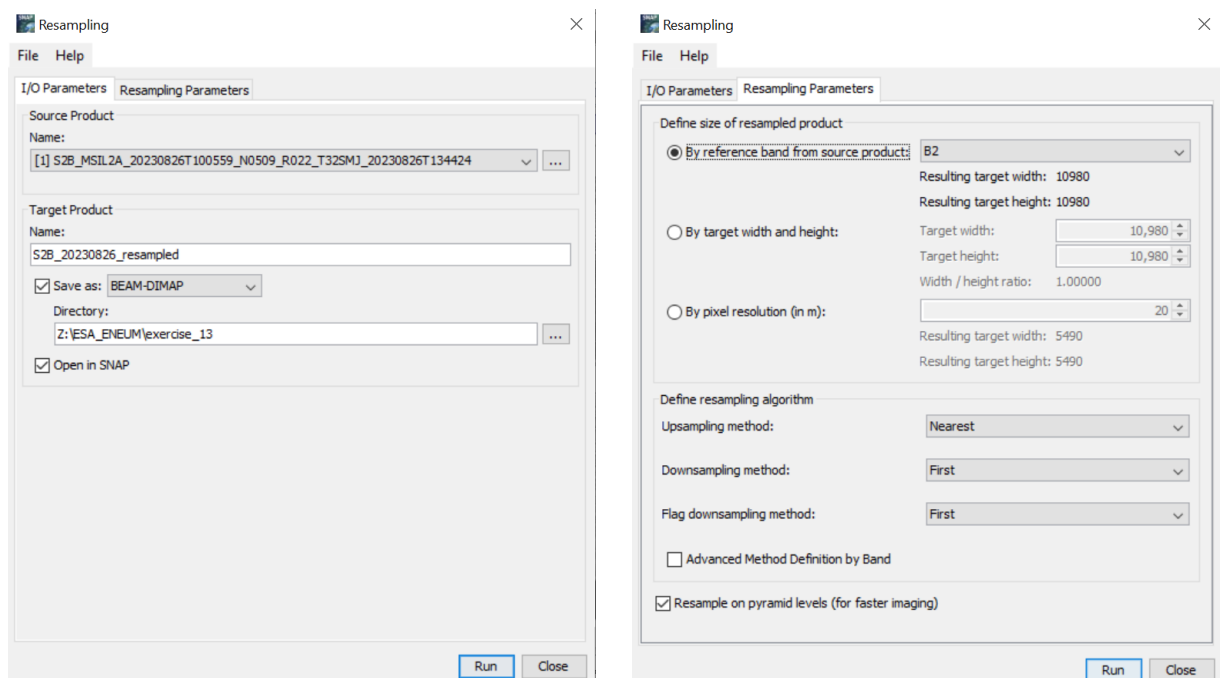 Resampling
File Help
I/O Parameters Resampling Parameters
Source Product
Name:
[1] S2B_MSIL2A_20230826T100559_N0509_R022_T32SMJ_20230826T134424 ...
Target Product
Name:
S2B_20230826_resampled
Save as: BEAM-DIMAP
Directory:
Z:\ESA_ENEUM\exercise_13 ...
Open in SNAP
Run Close
Resampling
File Help
I/O Parameters Resampling Parameters
Define size of resampled product
By reference band from source product: B2
Resulting target width: 10980
Resulting target height: 10980
By target width and height: Target width: 10,980
Target height: 10,980
Width / height ratio: 1.00000
By pixel resolution (in m): 20
Resulting target width: 5490
Resulting target height: 5490
Define resampling algorithm
Upsampling method: Nearest
Downsampling method: First
Flag downsampling method: First
Advanced Method Definition by Band
Resample on pyramid levels (for faster imaging)
Run Close